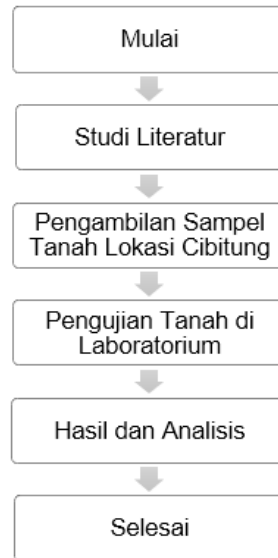 Mulai
Studi Literatur
Pengambilan Sampel
Tanah Lokasi Cibitung
Pengujian Tanah di
Laboratorium
Hasil dan Analisis
Selesai